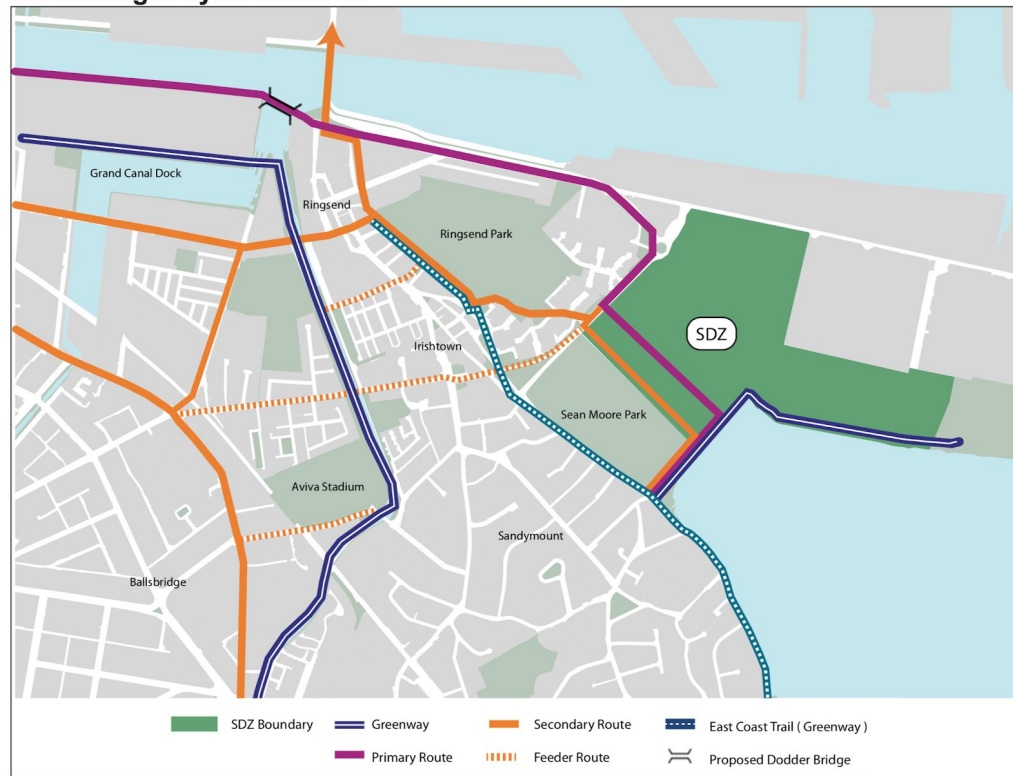 Grand Canal Dock
Ringsend
Ringsend Park
Irishtown
SDZ
Sean Moore Park
Aviva Stadium
Sandymount
Ballsbridge
SDZ Boundary
Greenway
Secondary Route
East Coast Trail ( Greenway )
Primary Route
Feeder Route
Proposed Dodder Bridge